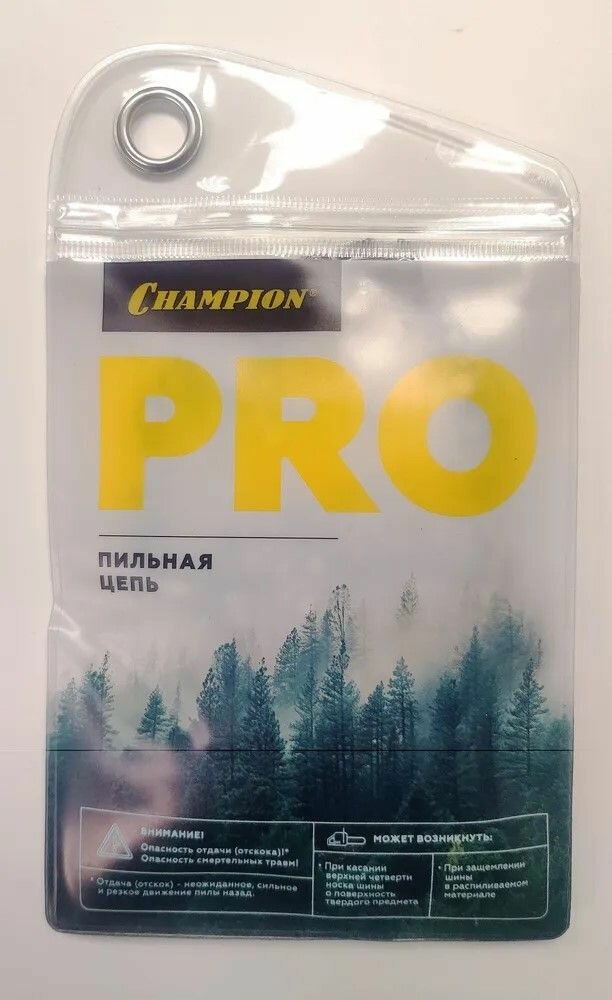 CHAMPION®
PRO
ПИЛЬНАЯ
ЦЕПЬ
ВНИМАНИЕ!
Опасность отдачи (отскока)!*
Опасность смертельных травм!
* Отдача (отскок) - неожиданное, сильное
и резкое движение пилы назад.
МОЖЕТ ВОЗНИКНУТЬ:
• При касании
верхней четверти
носка шины
о поверхность
твердого предмета
• При защемлении
шины
в распиливаемом
материале